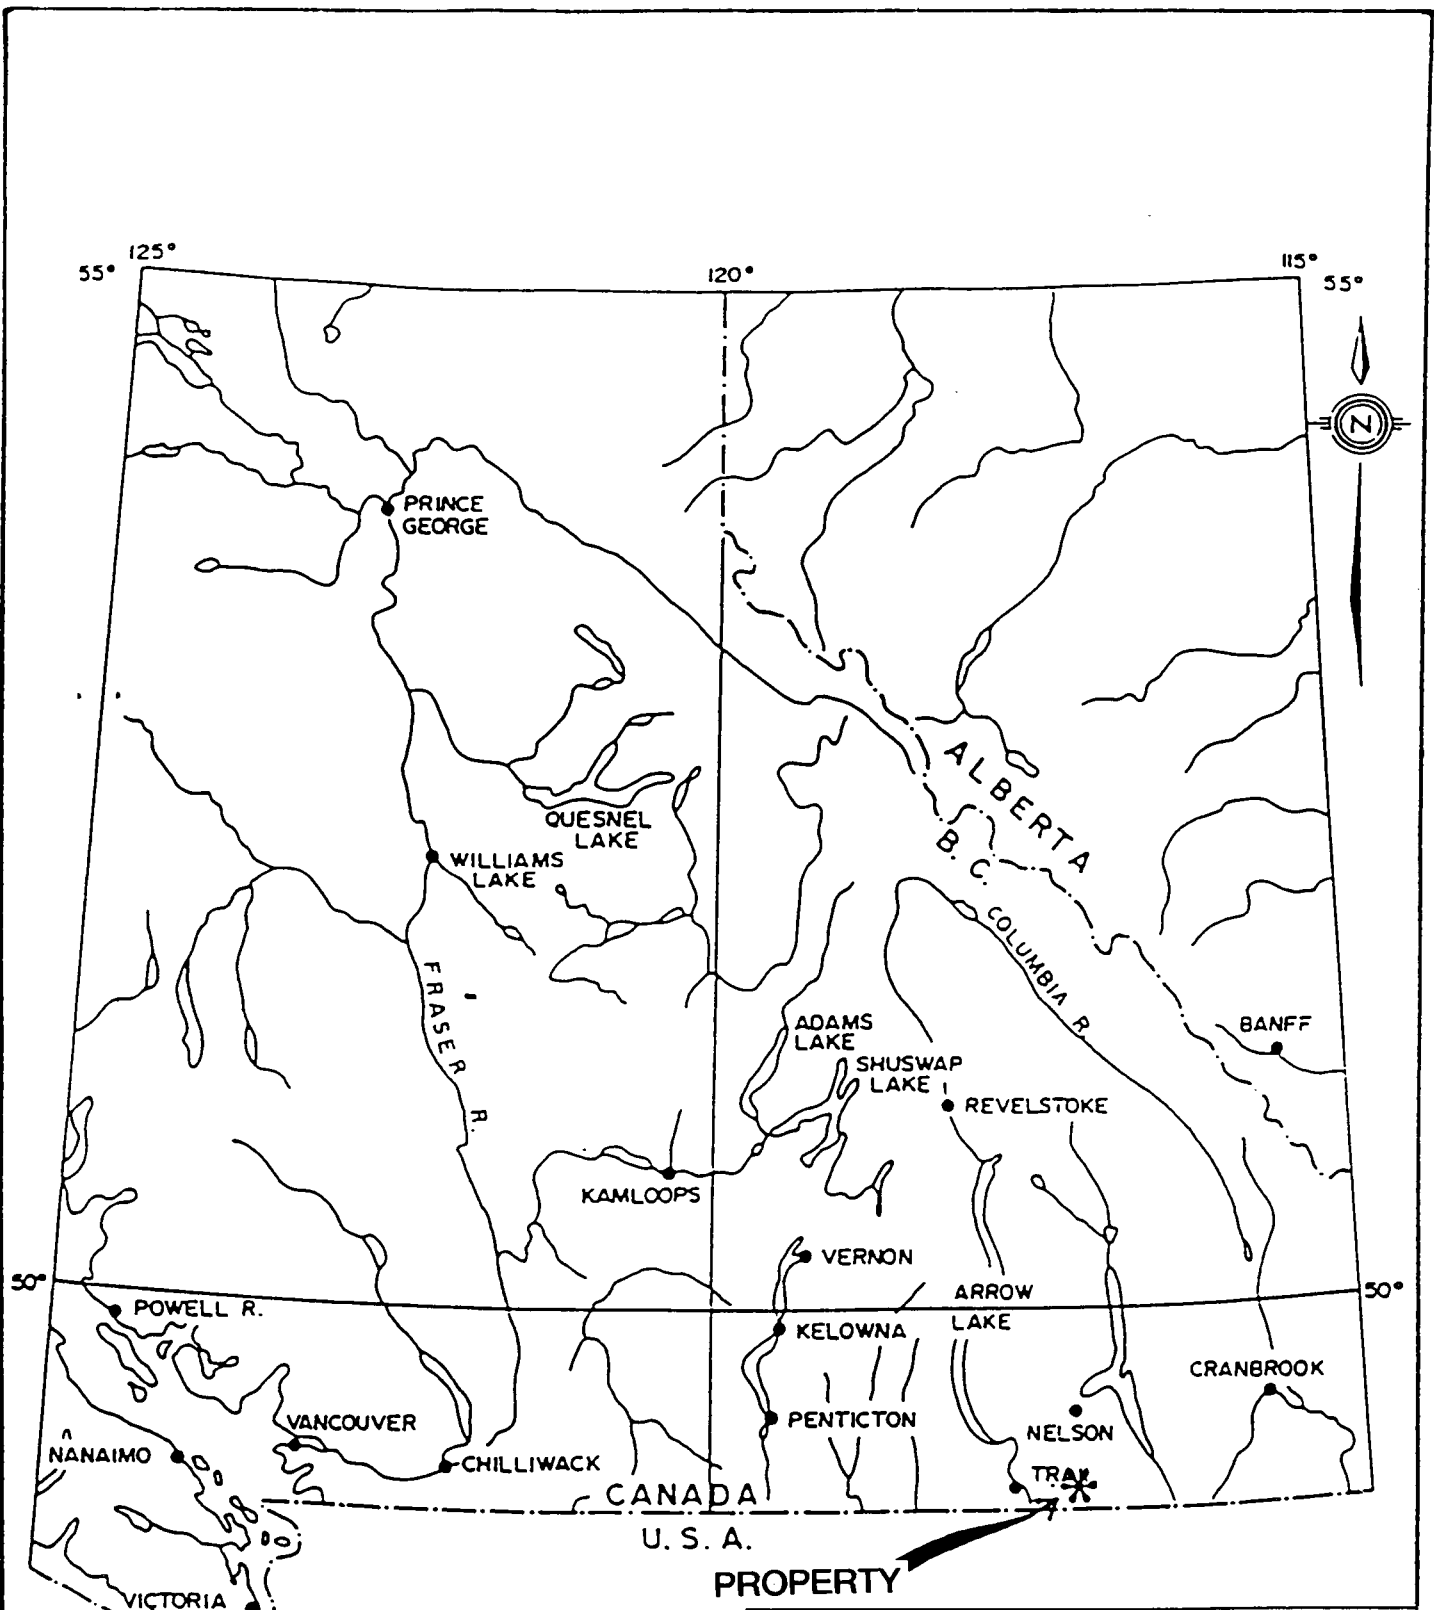 125°
55°
120°
115°
55°
N
PRINCE
GEORGE
ALBERTA
B. C.
QUESNEL
LAKE
WILLIAMS
LAKE
COLUMBIA R.
FRASER R.
ADAMS
LAKE
BANFF
SHUSWAP
LAKE
REVELSTOKE
KAMLOOPS
VERNON
50°
50°
ARROW
LAKE
POWELL R.
KELOWNA
CRANBROOK
VANCOUVER
PENTICTON
NELSON
NANAIMO
CHILLIWACK
CANADA
U. S. A.
PROPERTY
VICTORIA